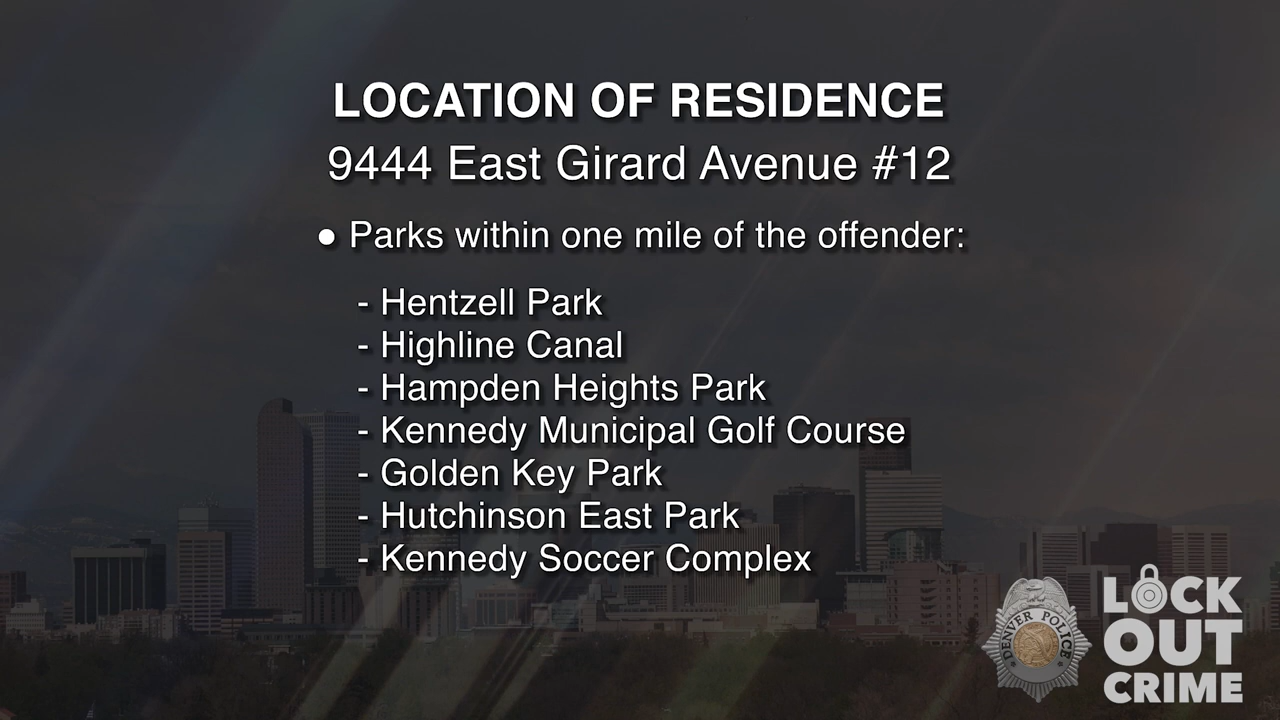 LOCATION OF RESIDENCE
9444 East Girard Avenue #12
● Parks within one mile of the offender:
- Hentzell Park
- Highline Canal
- Hampden Heights Park
- Kennedy Municipal Golf Course
- Golden Key Park
- Hutchinson East Park
- Kennedy Soccer Complex
DENVER POLICE
LOCK
OUT
CRIME